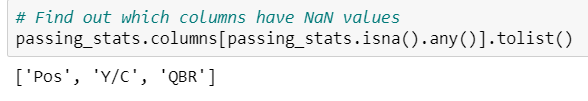 # Find out which columns have NaN values
passing_stats.columns[passing_stats.isna().any()].tolist()
['Pos', 'Y/C', 'QBR']